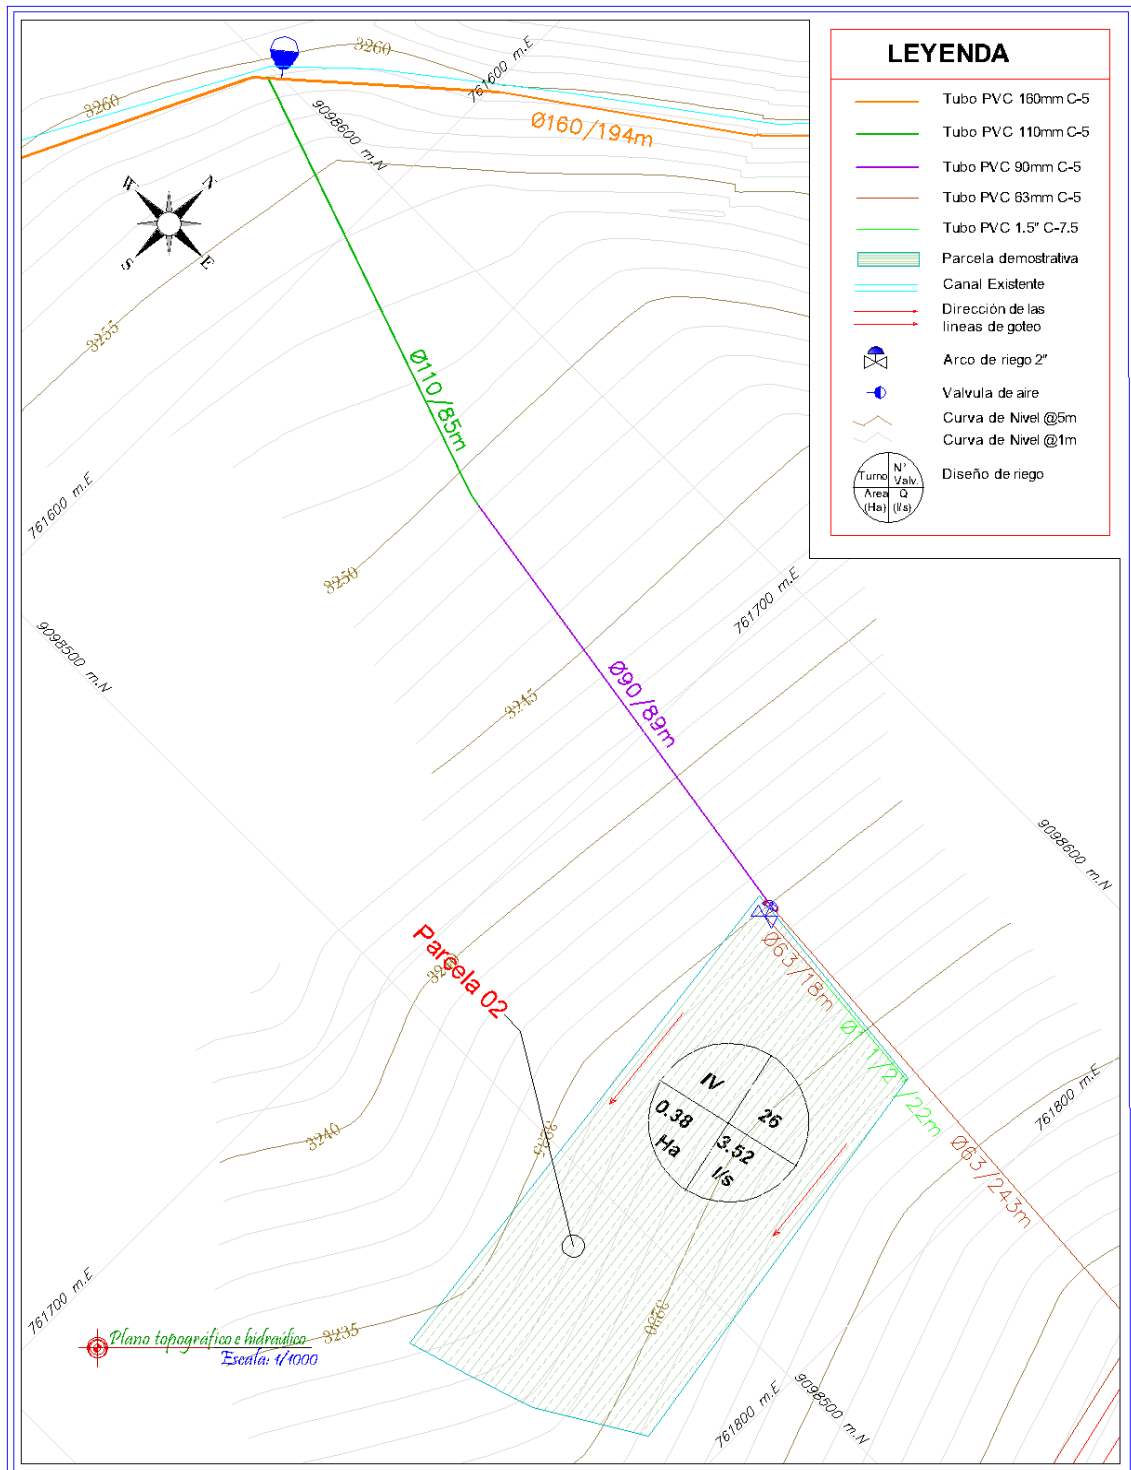 LEYENDA
Tubo PVC 160mm C-5
Tubo PVC 110mm C-5
Tubo PVC 90mm C-5
Tubo PVC 63mm C-5
Tubo PVC 1.5" C-7.5
Parcela demostrativa
Canal Existente
Dirección de las
lineas de goteo
Arco de riego 2"
Valvula de aire
Curva de Nivel @5m
Curva de Nivel @1m
Turno
N°
Valv.
Area
(Ha)
Q
(l/s)
Diseño de riego
3260
3260
761600 m.E
9098600 m.N
Ø160/194m
W
N
S
E
3255
Ø110/85m
761600 m.E
3250
761700 m.E
9098500 m.N
Ø90/89m
3245
9098600 m.N
Parcela 02
Ø63/18m
Ø1 1/2"/22m
IV
26
0.38
Ha
3.52
l/s
761800 m.E
3240
3235
Ø63/243m
761700 m.E
3230
Plano topográfico e hidraúlico
Escala: 1/1000
3235
761800 m.E
9098500 m.N